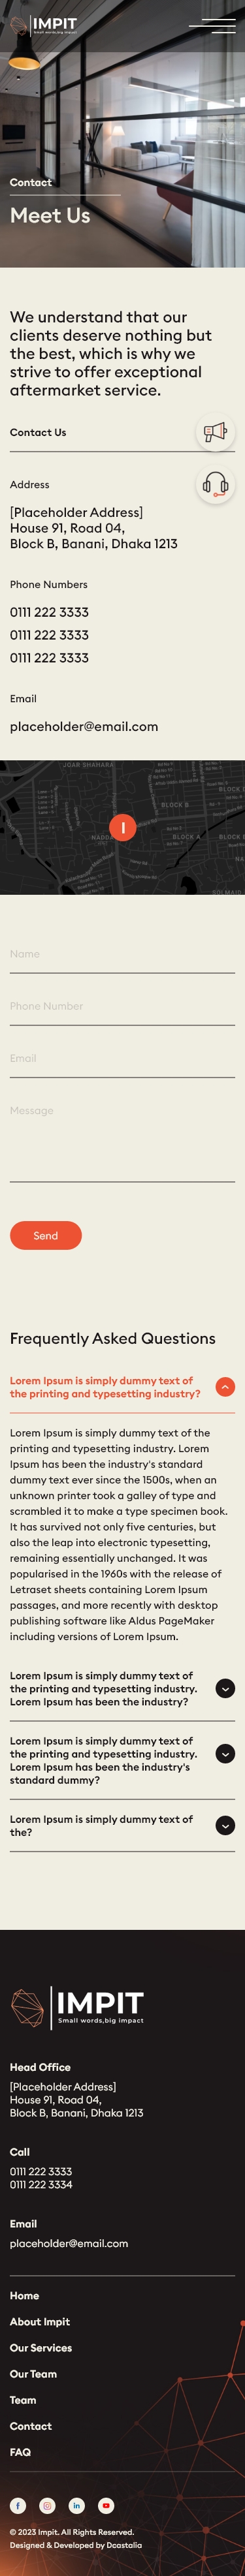 IMPIT
Small words,big impact
Contact
Meet Us
We understand that our
clients deserve nothing but
the best, which is why we
strive to offer exceptional
aftermarket service.
Contact Us
Address
[Placeholder Address]
House 91, Road 04,
Block B, Banani, Dhaka 1213
Phone Numbers
0111 222 3333
0111 222 3333
0111 222 3333
Email
placeholder@email.com
JOAR SHAHARA
BLOCK B
BLOCK A
NADDA
Name
Phone Number
Email
Message
Send
Frequently Asked Questions
Lorem Ipsum is simply dummy text of
the printing and typesetting industry?
Lorem Ipsum is simply dummy text of the
printing and typesetting industry. Lorem
Ipsum has been the industry's standard
dummy text ever since the 1500s, when an
unknown printer took a galley of type and
scrambled it to make a type specimen book.
It has survived not only five centuries, but
also the leap into electronic typesetting,
remaining essentially unchanged. It was
popularised in the 1960s with the release of
Letraset sheets containing Lorem Ipsum
passages, and more recently with desktop
publishing software like Aldus PageMaker
including versions of Lorem Ipsum.
Lorem Ipsum is simply dummy text of
the printing and typesetting industry.
Lorem Ipsum has been the industry?
Lorem Ipsum is simply dummy text of
the printing and typesetting industry.
Lorem Ipsum has been the industry's
standard dummy?
Lorem Ipsum is simply dummy text of
the?
IMPIT
Small words,big impact
Head Office
[Placeholder Address]
House 91, Road 04,
Block B, Banani, Dhaka 1213
Call
0111 222 3333
0111 222 3334
Email
placeholder@email.com
Home
About Impit
Our Services
Our Team
Team
Contact
FAQ
© 2023 Impit. All Rights Reserved.
Designed & Developed by Dcastalia